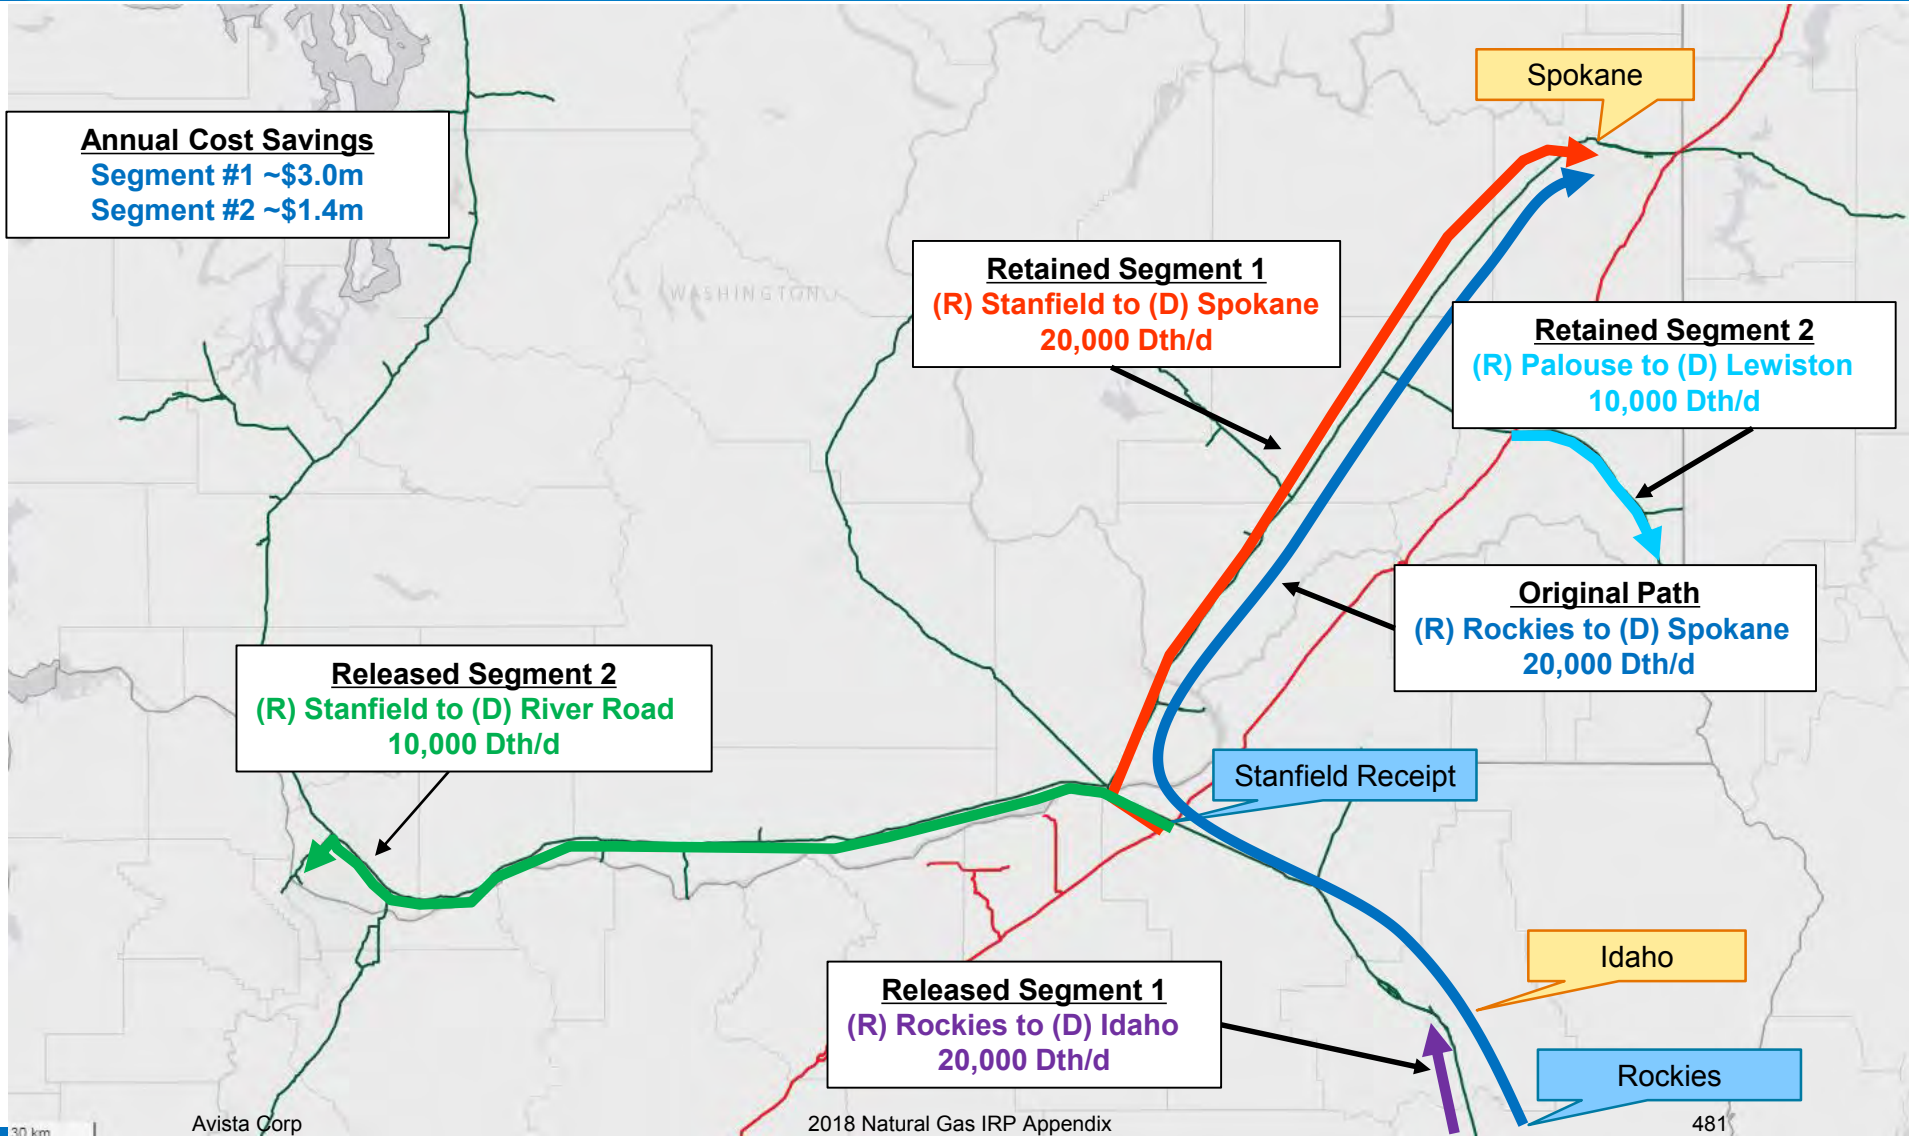 Spokane
Annual Cost Savings
Segment #1 ~$3.0m
Segment #2 ~$1.4m
Retained Segment 1
(R) Stanfield to (D) Spokane
20,000 Dth/d
WASHINGTON
Retained Segment 2
(R) Palouse to (D) Lewiston
10,000 Dth/d
Original Path
(R) Rockies to (D) Spokane
20,000 Dth/d
Released Segment 2
(R) Stanfield to (D) River Road
10,000 Dth/d
Stanfield Receipt
Idaho
Released Segment 1
(R) Rockies to (D) Idaho
20,000 Dth/d
Rockies
30 km
Avista Corp
2018 Natural Gas IRP Appendix
481